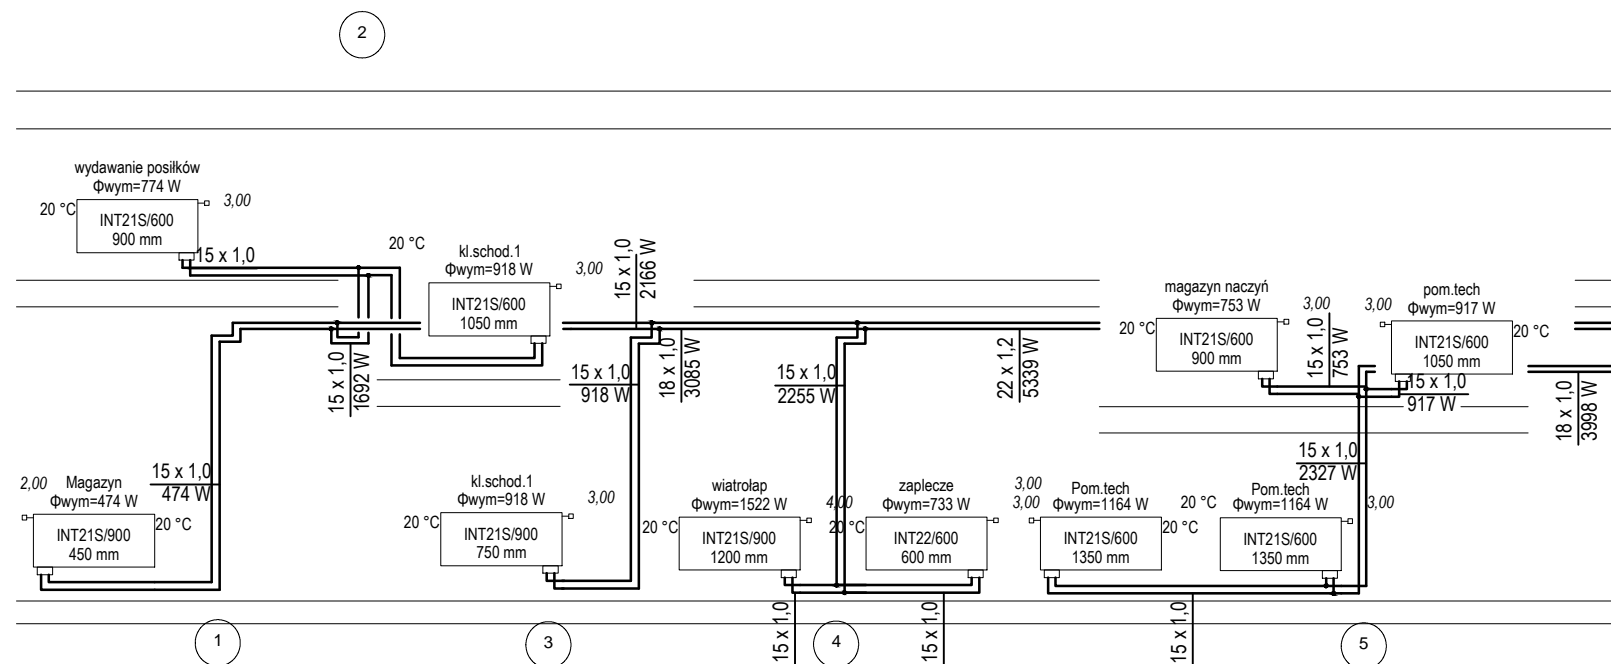 2
wydawanie posiłków
Φwym=774 W
20 °C
3,00
INT21S/600
900 mm
15 x 1,0
20 °C
kl.schod.1
Φwym=918 W
3,00
INT21S/600
1050 mm
15 x 1,0
2166 W
magazyn naczyń
Φwym=753 W
20 °C
3,00
INT21S/600
900 mm
15 x 1,0
753 W
3,00
pom.tech
Φwym=917 W
20 °C
INT21S/600
1050 mm
15 x 1,0
917 W
18 x 1,0
3998 W
15 x 1,0
1692 W
15 x 1,0
918 W
18 x 1,0
3085 W
15 x 1,0
2255 W
22 x 1,2
5339 W
15 x 1,0
2327 W
15 x 1,0
474 W
2,00
Magazyn
Φwym=474 W
20 °C
INT21S/900
450 mm
kl.schod.1
Φwym=918 W
3,00
20 °C
INT21S/900
750 mm
wiatrołap
Φwym=1522 W
4,00
20 °C
INT21S/900
1200 mm
zaplecze
Φwym=733 W
20 °C
INT22/600
600 mm
3,00
3,00
Pom.tech
Φwym=1164 W
20 °C
INT21S/600
1350 mm
20 °C
Pom.tech
Φwym=1164 W
3,00
INT21S/600
1350 mm
15 x 1,0
15 x 1,0
15 x 1,0
1
3
4
5